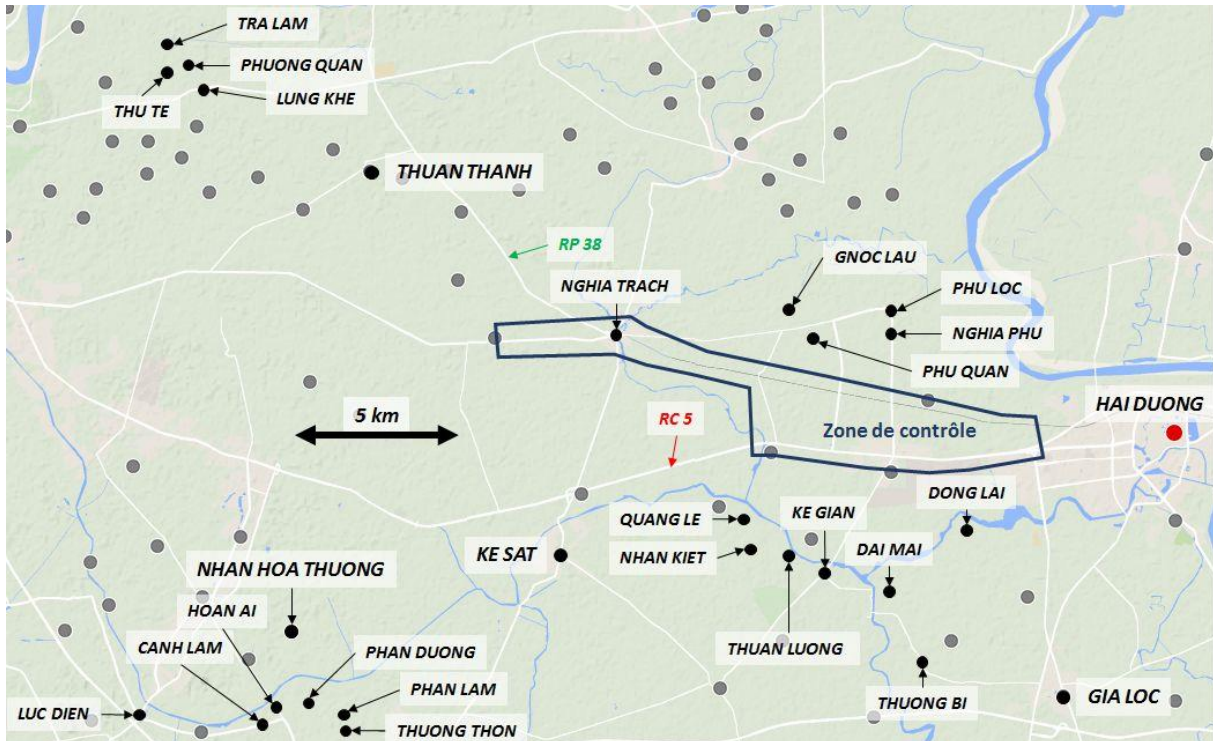 TRA LAM
PHUONG QUAN
THU TE
LUNG KHE
THUAN THANH
RP 38
GNOC LAU
NGHIA TRACH
PHU LOC
NGHIA PHU
PHU QUAN
5 km
RC 5
HAI DUONG
Zone de contrôle
DONG LAI
QUANG LE
KE GIAN
KE SAT
NHAN KIET
DAI MAI
NHAN HOA THUONG
HOAN AI
CANH LAM
PHAN DUONG
THUAN LUONG
PHAN LAM
THUONG BI
GIA LOC
LUC DIEN
THUONG THON